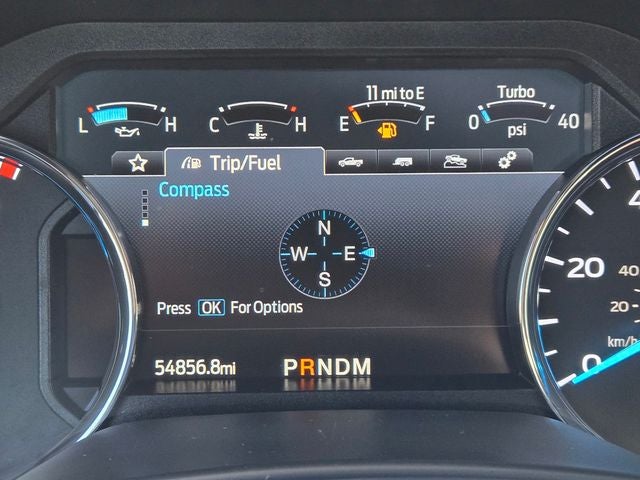 11 mi to E
Turbo
L H
C H
E F
0 40
psi
Trip/Fuel
Compass
N
W E
S
Press OK For Options
54856.8mi
PRNDM
20
40
20
km/h
0